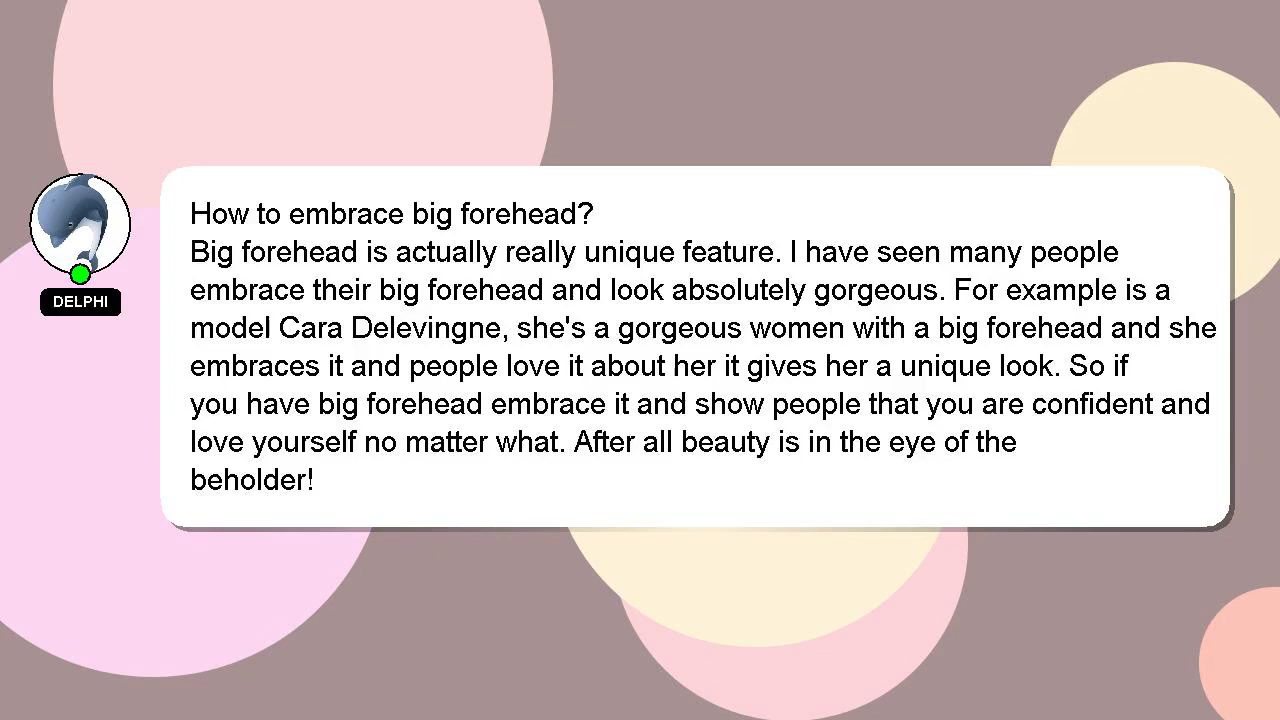 How to embrace big forehead?
Big forehead is actually really unique feature. I have seen many people
embrace their big forehead and look absolutely gorgeous. For example is a
model Cara Delevingne, she's a gorgeous women with a big forehead and she
embraces it and people love it about her it gives her a unique look. So if
you have big forehead embrace it and show people that you are confident and
love yourself no matter what. After all beauty is in the eye of the
beholder!
DELPHI